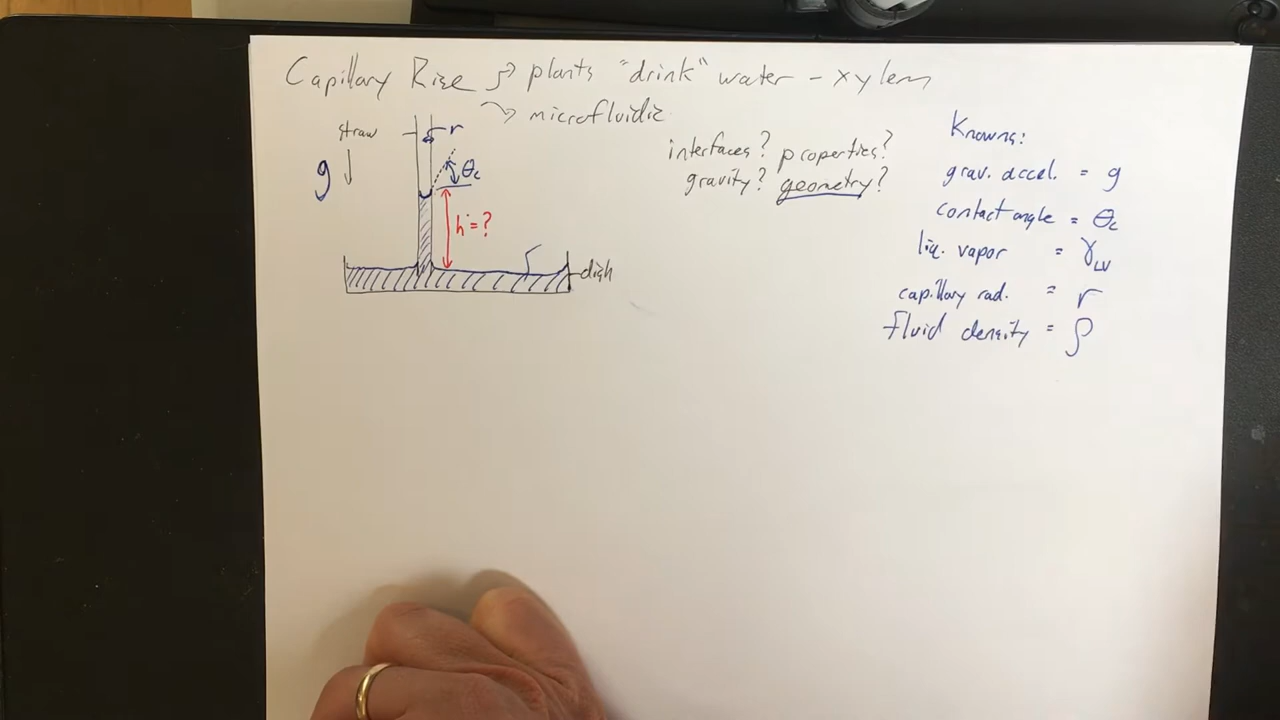 Capillary Rise → plants "drink" water - xylem
→ microfluidic
straw
r
g
θc
h = ?
dish
interfaces? properties?
gravity? geometry?
Knowns:
grav. accel. = g
contact angle = θc
liq. vapor = γLV
capillary rad. = r
fluid density = ρ